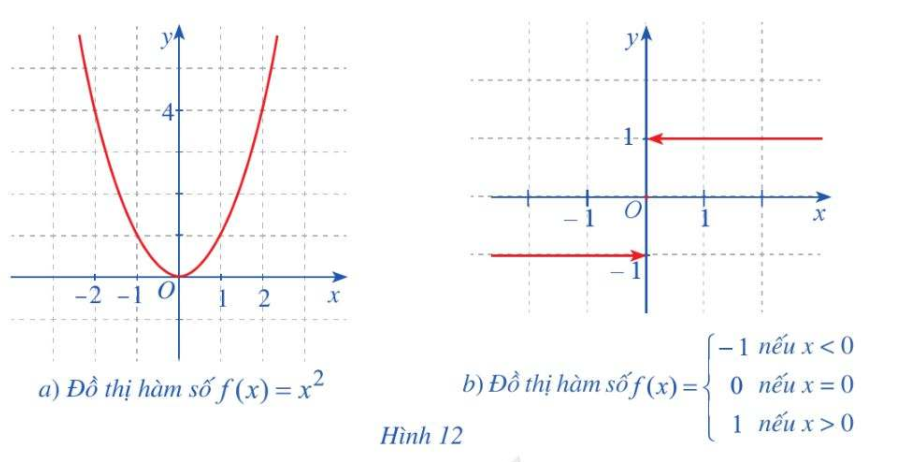 y
4
-2 -1 O 1 2 x
a) Đồ thị hàm số f(x) = x²
y
1
-1 O 1 x
-1
b) Đồ thị hàm số f(x) = { -1 nếu x < 0
0 nếu x = 0
1 nếu x > 0
Hình 12